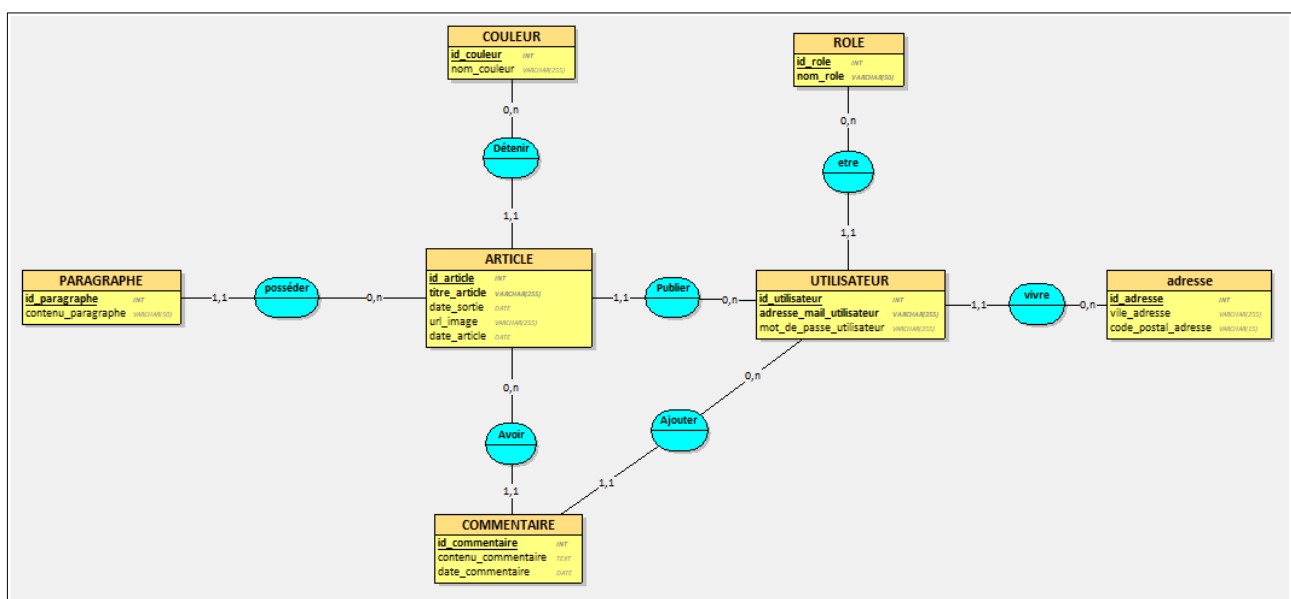 COULEUR
id_couleur INT
nom_couleur VARCHAR(255)
ROLE
id_role INT
nom_role VARCHAR(50)
0,n
0,n
Détenir
etre
1,1
1,1
PARAGRAPHE
id_paragraphe INT
contenu_paragraphe VARCHAR(50)
1,1
posséder
0,n
ARTICLE
id_article INT
titre_article VARCHAR(255)
date_sortie DATE
url_image VARCHAR(255)
date_article DATE
1,1
Publier
0,n
UTILISATEUR
id_utilisateur INT
adresse_mail_utilisateur VARCHAR(255)
mot_de_passe_utilisateur VARCHAR(255)
1,1
vivre
0,n
adresse
id_adresse INT
vile_adresse VARCHAR(255)
code_postal_adresse VARCHAR(15)
0,n
0,n
Avoir
Ajouter
1,1
1,1
COMMENTAIRE
id_commentaire INT
contenu_commentaire TEXT
date_commentaire DATE